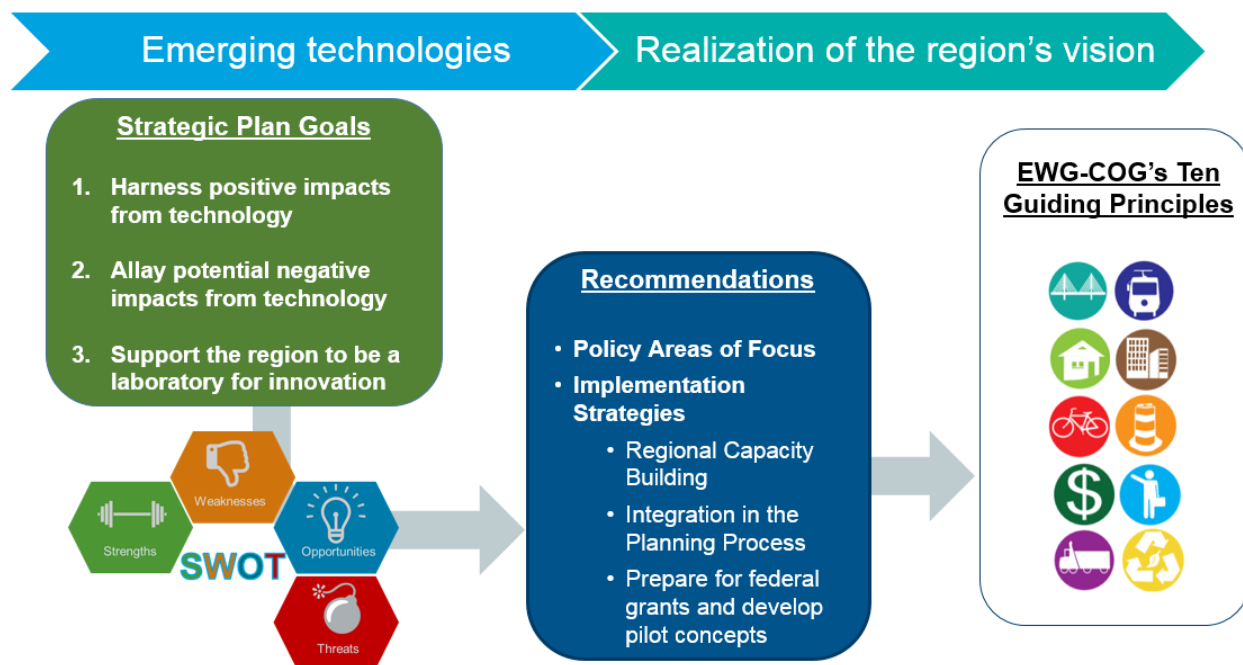 Emerging technologies
Realization of the region's vision
Strategic Plan Goals
1. Harness positive impacts
from technology
2. Allay potential negative
impacts from technology
3. Support the region to be a
laboratory for innovation
Strengths
Weaknesses
SWOT
Opportunities
Threats
Recommendations
• Policy Areas of Focus
• Implementation
Strategies
• Regional Capacity
Building
• Integration in the
Planning Process
• Prepare for federal
grants and develop
pilot concepts
EWG-COG's Ten
Guiding Principles
$